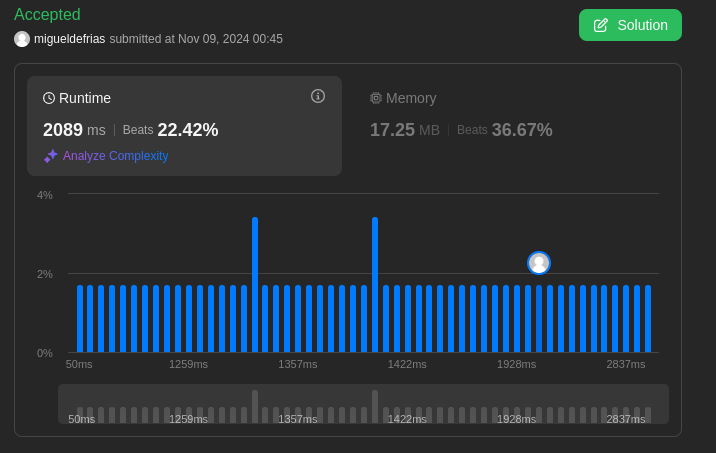 Accepted
migueldefrias submitted at Nov 09, 2024 00:45
Solution
Runtime
2089 ms | Beats 22.42%
Analyze Complexity
Memory
17.25 MB | Beats 36.67%
4%
2%
0%
50ms 1259ms 1357ms 1422ms 1928ms 2837ms
50ms 1259ms 1357ms 1422ms 1928ms 2837ms